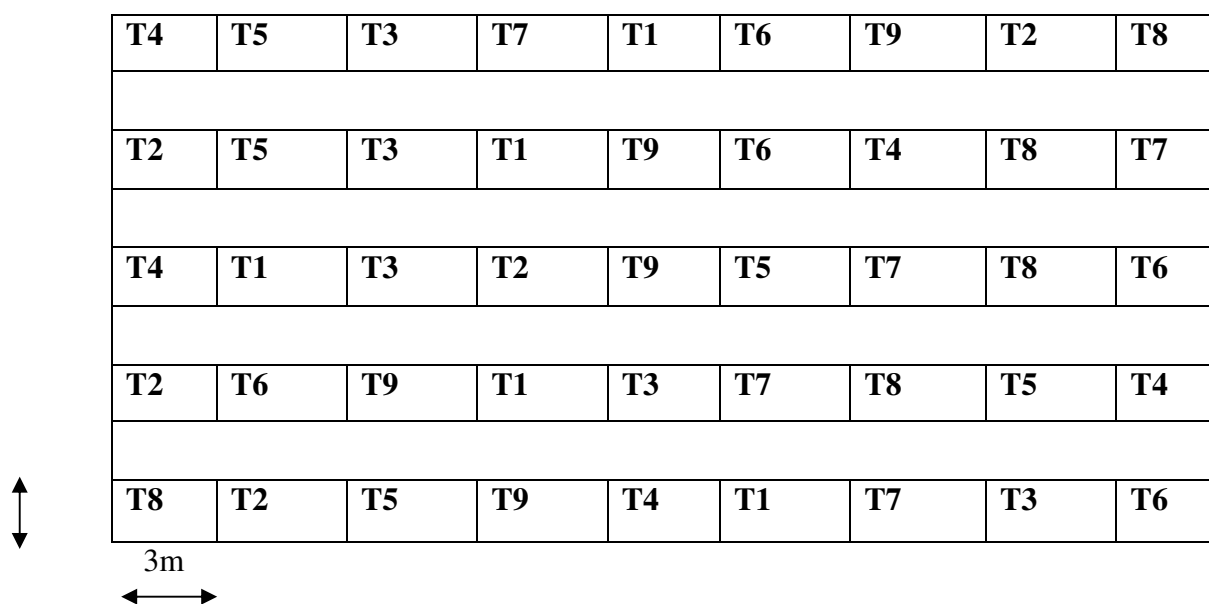 T4 T5 T3 T7 T1 T6 T9 T2 T8
T2 T5 T3 T1 T9 T6 T4 T8 T7
T4 T1 T3 T2 T9 T5 T7 T8 T6
T2 T6 T9 T1 T3 T7 T8 T5 T4
T8 T2 T5 T9 T4 T1 T7 T3 T6
3m